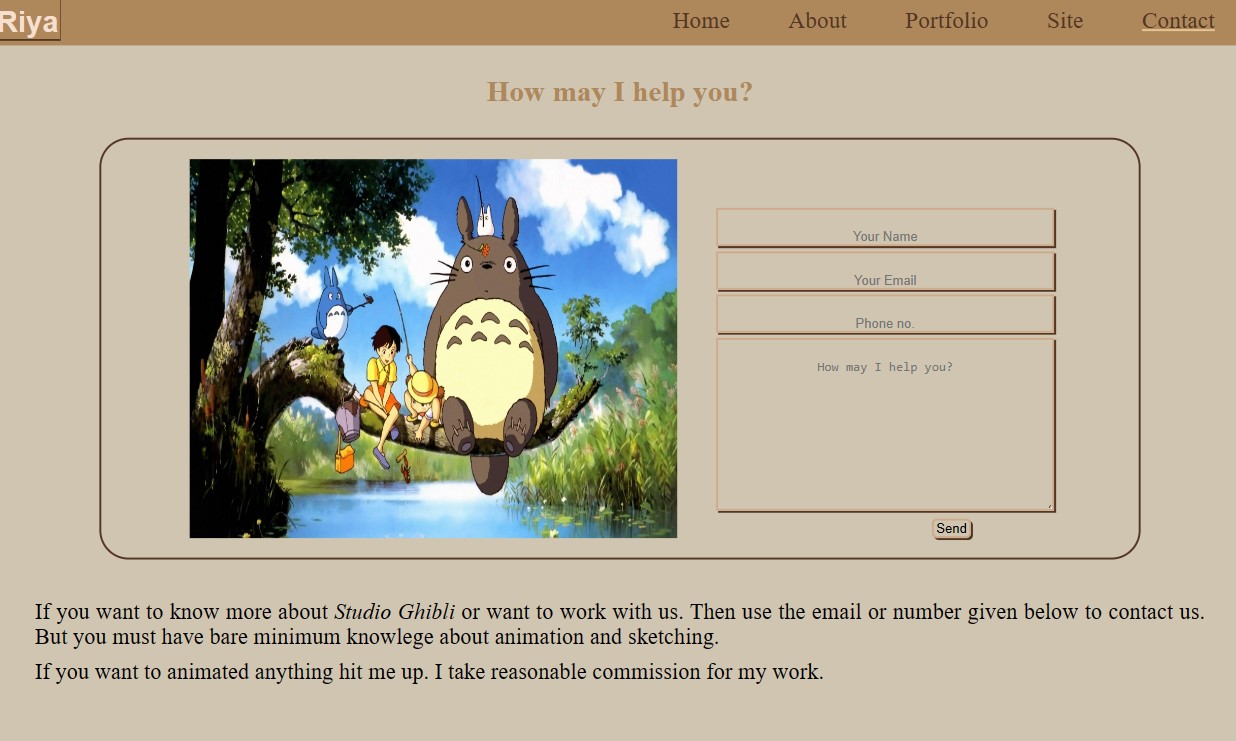 Riya
Home About Portfolio Site Contact
How may I help you?
Your Name
Your Email
Phone no.
How may I help you?
Send
If you want to know more about Studio Ghibli or want to work with us. Then use the email or number given below to contact us.
But you must have bare minimum knowlege about animation and sketching.
If you want to animated anything hit me up. I take reasonable commission for my work.